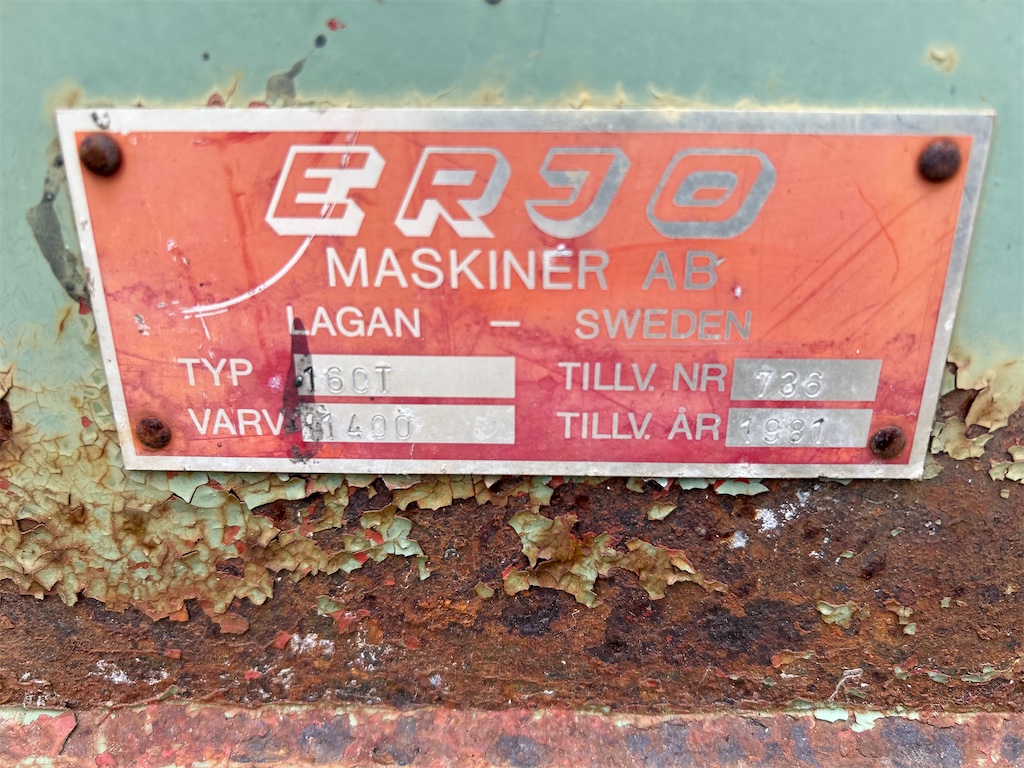 ERJO
MASKINER AB
LAGAN – SWEDEN
TYP 160T TILLV. NR 736
VARV 1400 TILLV. ÅR 1981